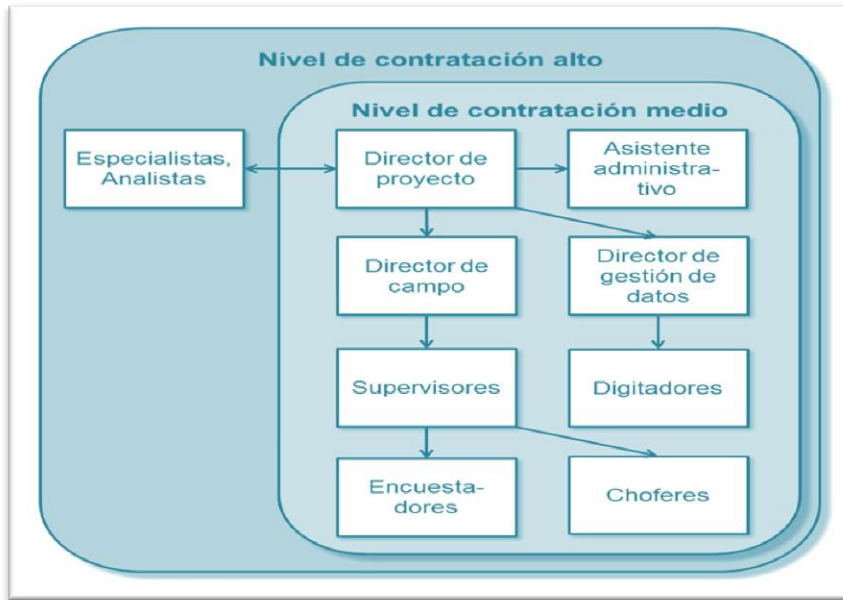 Nivel de contratación alto
Nivel de contratación medio
Especialistas,
Analistas
Director de
proyecto
Asistente
administra-
tivo
Director de
campo
Director de
gestión de
datos
Supervisores
Digitadores
Encuesta-
dores
Choferes